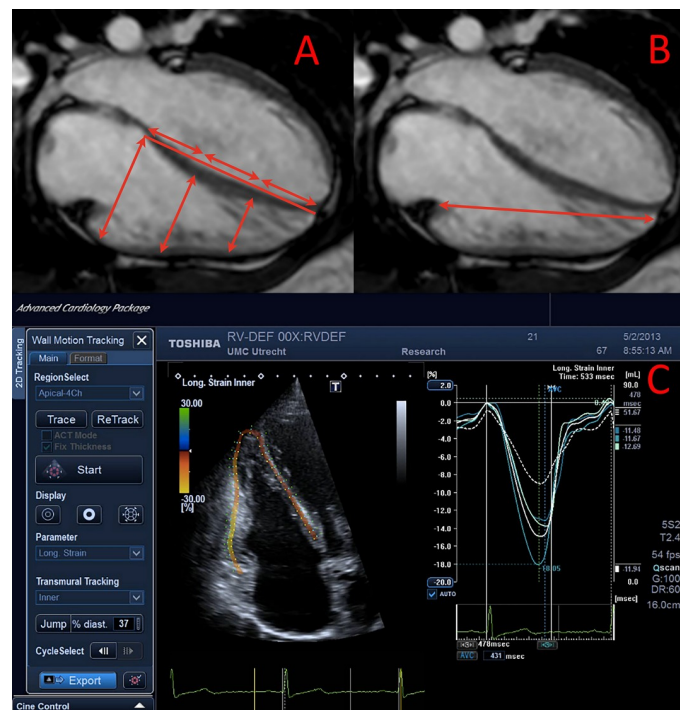 A
B
Advanced Cardiology Package
2D Tracking
Wall Motion Tracking
Main
Format
RegionSelect
Apical-4Ch
Trace
ReTrack
ACT Mode
Fix Thickness
Start
Display
Parameter
Long. Strain
Transmural Tracking
Inner
Jump
% diast.
37
CycleSelect
Export
Cine Control
TOSHIBA
RV-DEF 00X:RVDEF
21
5/2/2013
UMC Utrecht
Research
67
8:55:13 AM
Long. Strain Inner
T
30.00
-30.00
[%]
C
Long. Strain Inner
Time: 533 msec
[%]
2.0
0.0
-2.0
-4.0
-6.0
-8.0
-10.0
-12.0
-14.0
-16.0
-18.0
-20.0
AUTO
AVC
[mL]
90.0
470
msec
51.67
-11.48
-11.67
-12.69
-11.94
0.0
[msec]
478msec
AVC
431 msec
5S2
T2.4
54 fps
Qscan
G:100
DR:60
16.0cm